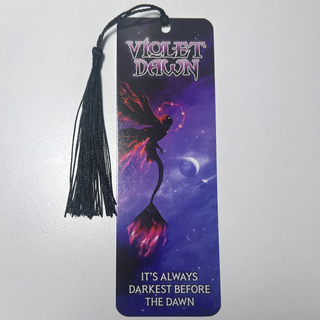 VIOLET
DAWN
IT'S ALWAYS
DARKEST BEFORE
THE DAWN